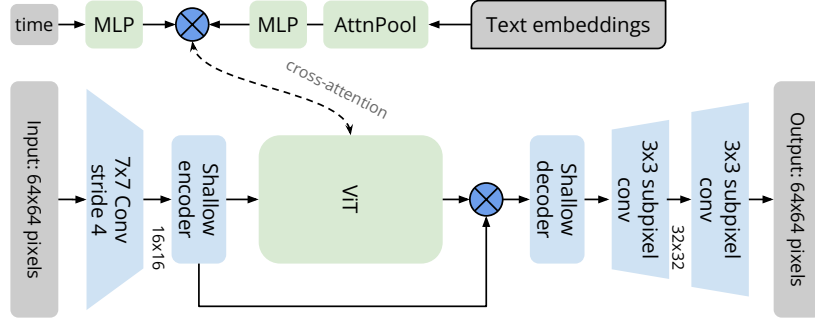 time
MLP
MLP
AttnPool
Text embeddings
cross-attention
Input: 64x64 pixels
7x7 Conv
stride 4
16x16
Shallow
encoder
ViT
Shallow
decoder
3x3 subpixel
conv
32x32
3x3 subpixel
conv
Output: 64x64 pixels